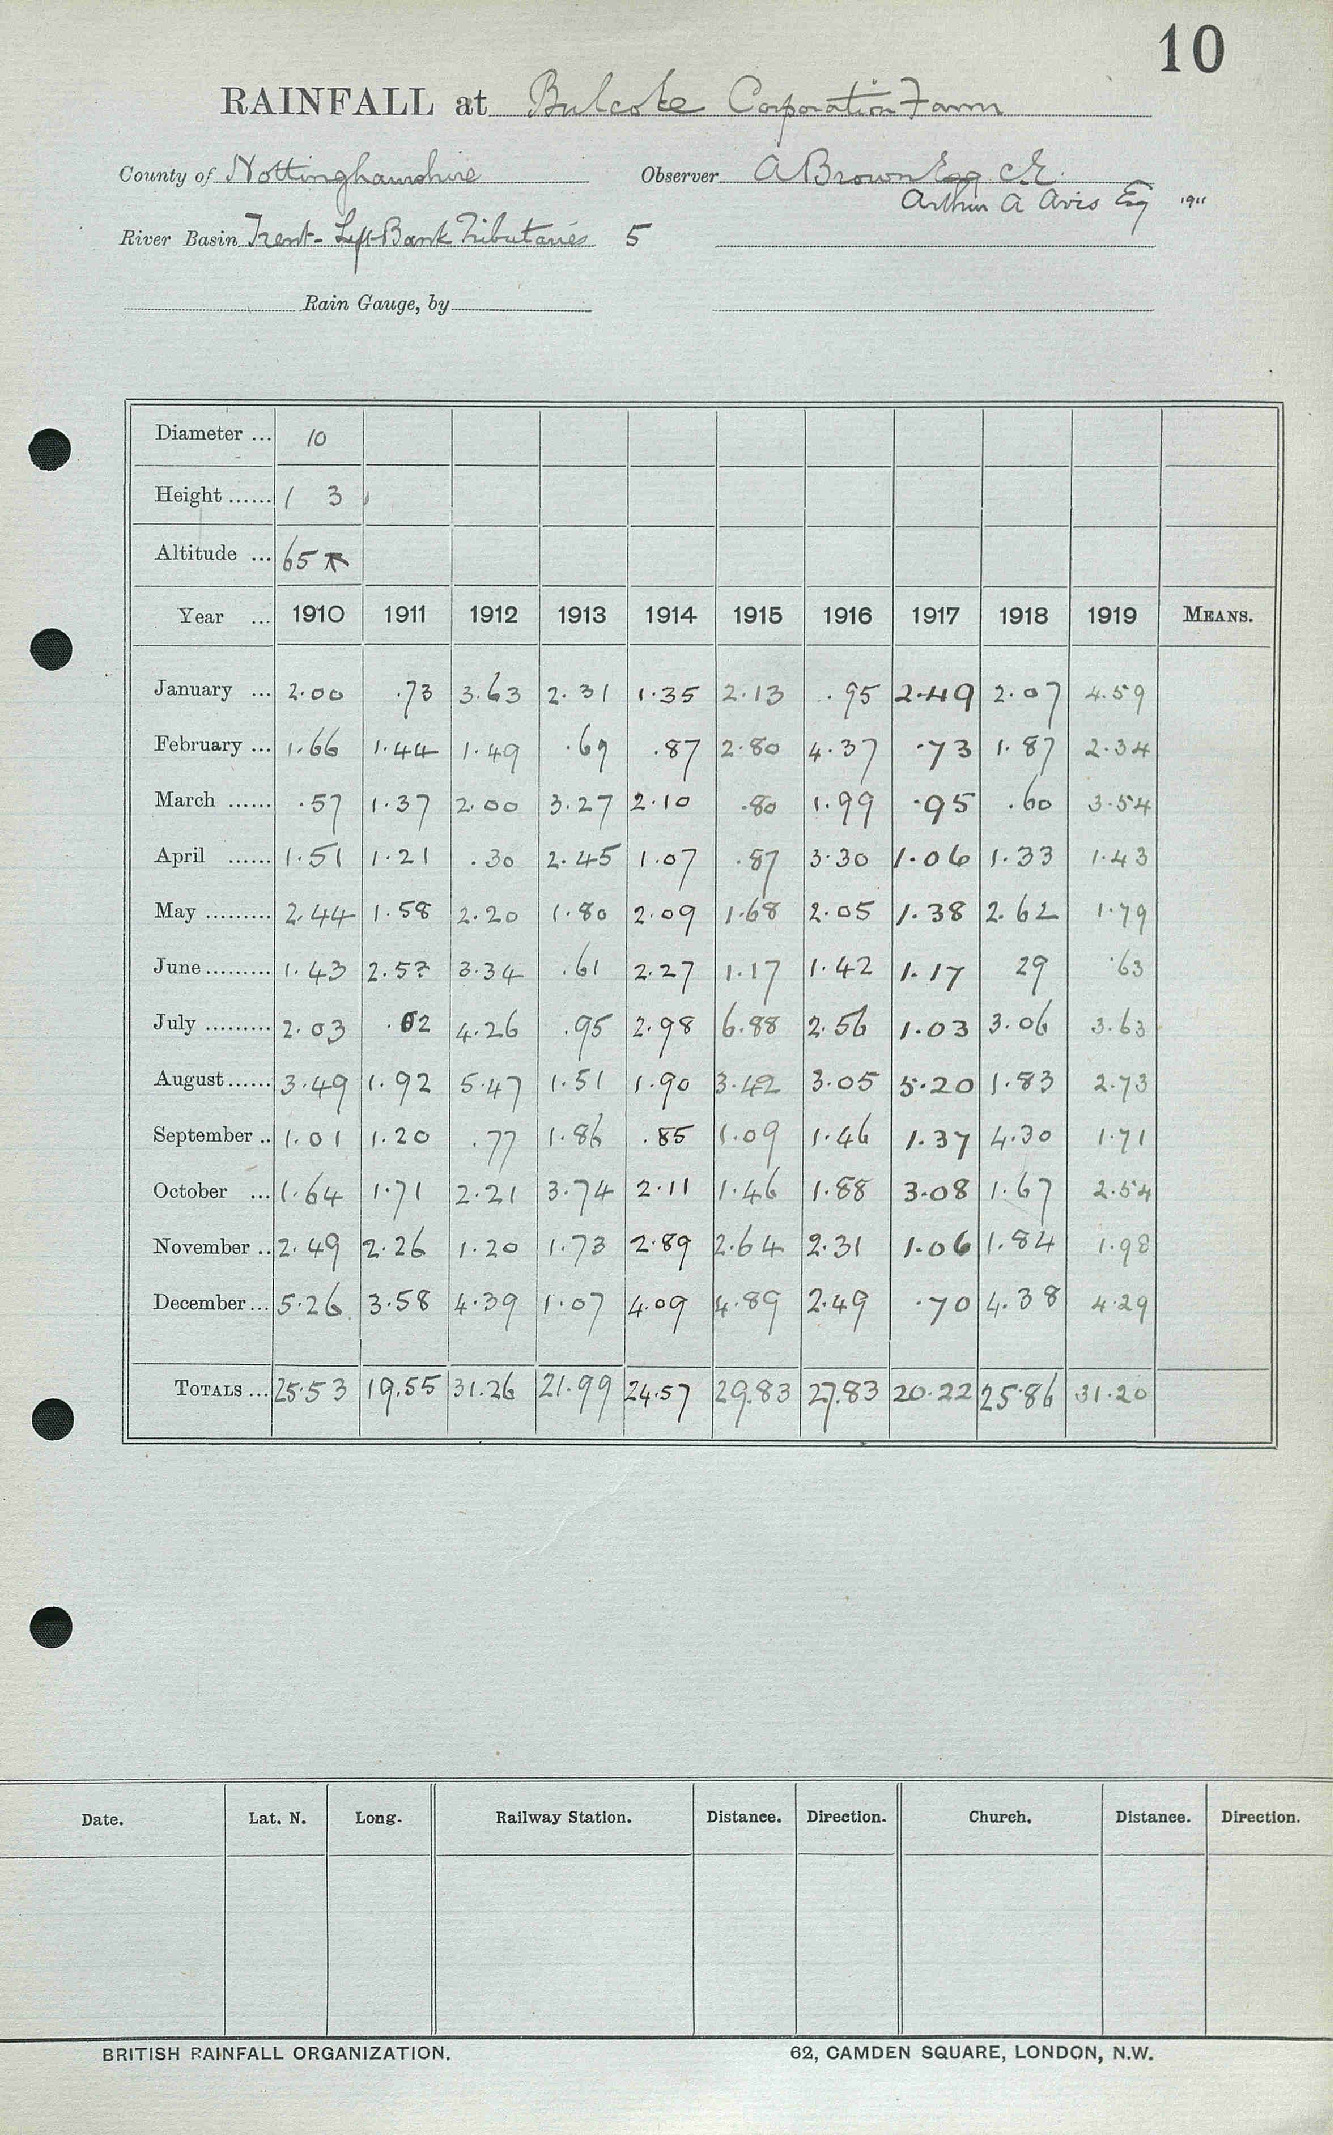 10
RAINFALL at Bulcote Corporation Farm
County of Nottinghamshire Observer A Brown Esq. C.E.
Arthur A Avis Esq 1911
River Basin Trent - Left Bank Tributaries 5
Rain Gauge, by
Diameter ... 10
Height ...... 1 3
Altitude ... 65
Year ... 1910 1911 1912 1913 1914 1915 1916 1917 1918 1919 MEANS.
January ... 2.00 .73 3.63 2.31 1.35 2.13 .95 2.49 2.07 4.59
February ... 1.66 1.44 1.49 .69 .87 2.80 4.37 .73 1.87 2.34
March ...... .57 1.37 2.00 3.27 2.10 .80 1.99 .95 .60 3.54
April ...... 1.51 1.21 .30 2.45 1.07 .87 3.30 1.06 1.33 1.43
May ......... 2.44 1.58 2.20 1.80 2.09 1.68 2.05 1.38 2.62 1.79
June ......... 1.43 2.53 3.34 .61 2.27 1.17 1.42 1.17 29 .63
July ......... 2.03 .02 4.26 .95 2.98 6.88 2.56 1.03 3.06 3.63
August ...... 3.49 1.92 5.47 1.51 1.90 3.42 3.05 5.20 1.83 2.73
September .. 1.01 1.20 .77 1.86 .85 1.09 1.46 1.37 4.30 1.71
October ... 1.64 1.71 2.21 3.74 2.11 1.46 1.88 3.08 1.67 2.54
November .. 2.49 2.26 1.20 1.73 2.89 2.64 2.31 1.06 1.84 1.98
December ... 5.26 3.58 4.39 1.07 4.09 4.89 2.49 .70 4.38 4.29
TOTALS ... 25.53 19.55 31.26 21.99 24.57 29.83 27.83 20.22 25.86 31.20
Date. Lat. N. Long. Railway Station. Distance. Direction. Church. Distance. Direction.
BRITISH RAINFALL ORGANIZATION. 62, CAMDEN SQUARE, LONDON, N.W.